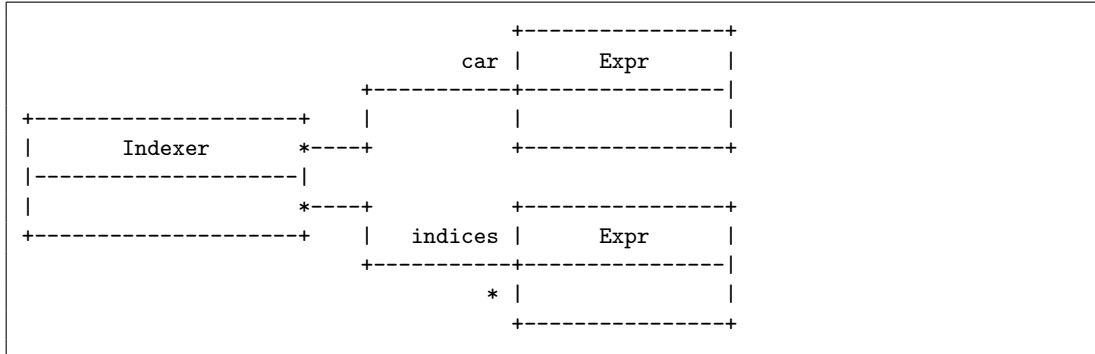 +----------------+
                                   car |      Expr      |
                           +-----------+----------------|
+---------------------+    |           |                |
|       Indexer       *----+           +----------------+
|---------------------|
|                     *----+           +----------------+
+---------------------+    |   indices |      Expr      |
                           +-----------+----------------|
                                     * |                |
                                       +----------------+